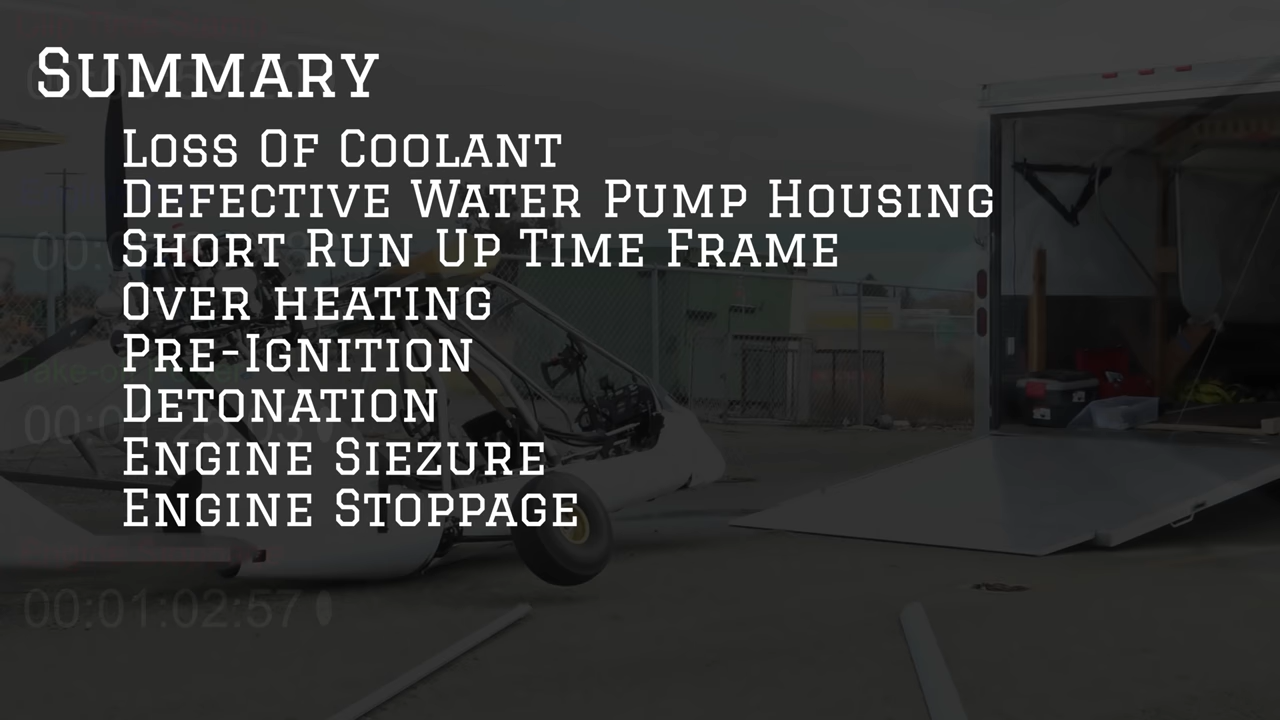 Summary
Loss Of Coolant
Defective Water Pump Housing
Short Run Up Time Frame
Over heating
Pre-Ignition
Detonation
Engine Siezure
Engine Stoppage
00:01:02:57